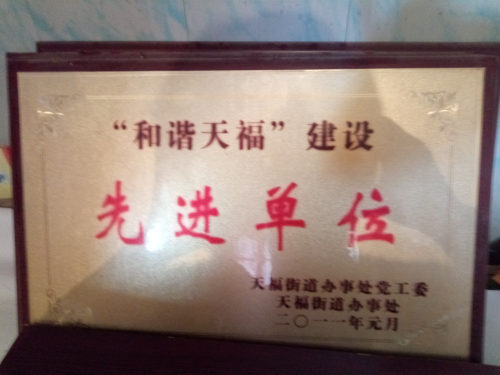 “和谐天福”建设
先进单位
天福街道办事处党工委
天福街道办事处
二〇一一年元月